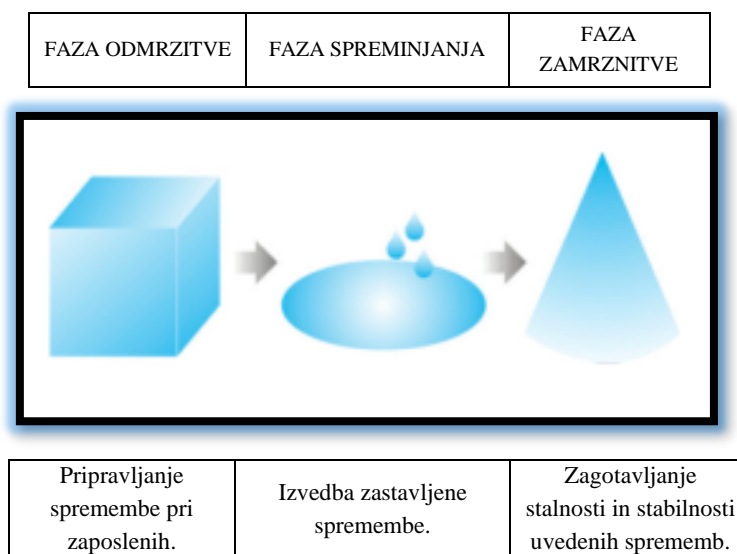 FAZA ODMRZITVE
FAZA SPREMINJANJA
FAZA
ZAMRZNITVE
Pripravljanje
spremembe pri
zaposlenih.
Izvedba zastavljene
spremembe.
Zagotavljanje
stalnosti in stabilnosti
uvedenih sprememb.